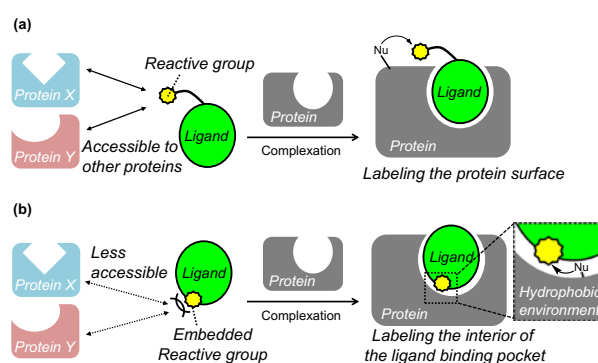 (a)
Protein X
Protein Y
Reactive group
Accessible to
other proteins
Ligand
Protein
Complexation
Nu
Ligand
Protein
Labeling the protein surface
(b)
Protein X
Protein Y
Less
accessible
Ligand
Embedded
Reactive group
Protein
Complexation
Ligand
Protein
Nu
Hydrophobic
environment
Labeling the interior of
the ligand binding pocket